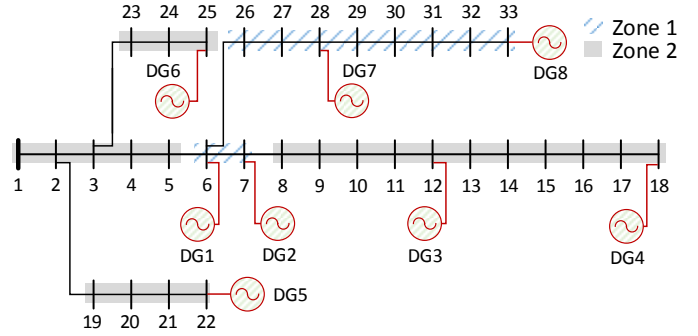 23 24 25 26 27 28 29 30 31 32 33
Zone 1
Zone 2
DG6 DG7 DG8
1 2 3 4 5 6 7 8 9 10 11 12 13 14 15 16 17 18
DG1 DG2 DG3 DG4
DG5
19 20 21 22